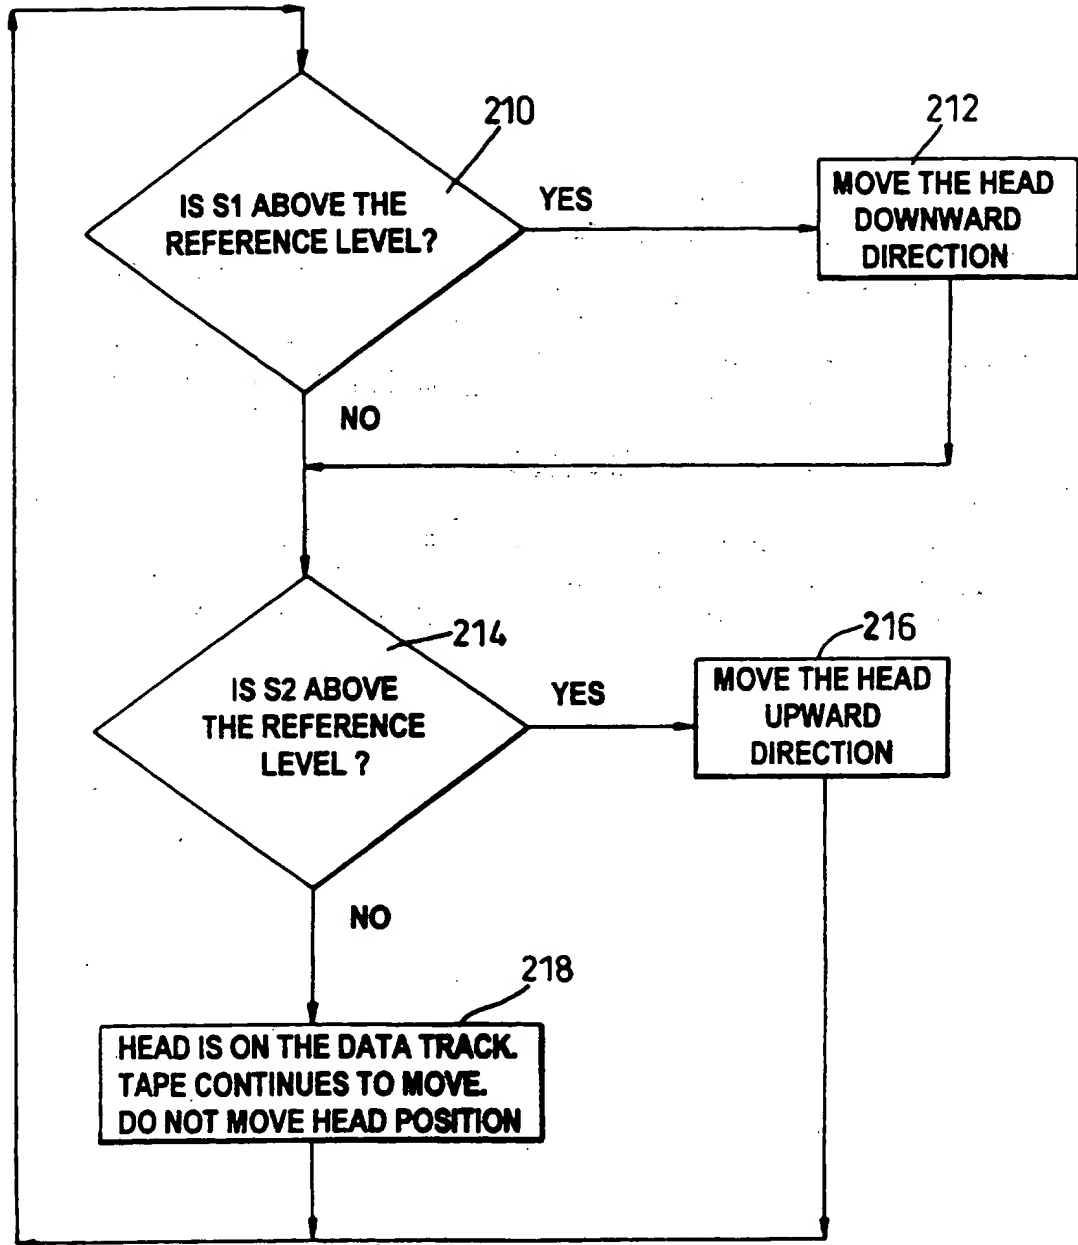 210
IS S1 ABOVE THE
REFERENCE LEVEL?
YES
212
MOVE THE HEAD
DOWNWARD
DIRECTION
NO
214
IS S2 ABOVE
THE REFERENCE
LEVEL ?
YES
216
MOVE THE HEAD
UPWARD
DIRECTION
NO
218
HEAD IS ON THE DATA TRACK.
TAPE CONTINUES TO MOVE.
DO NOT MOVE HEAD POSITION